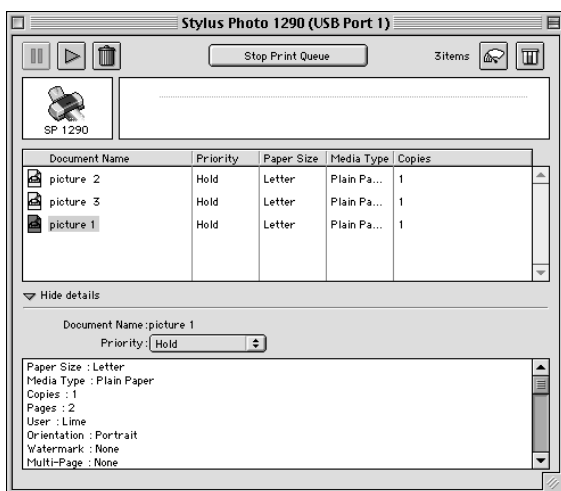 Stylus Photo 1290 (USB Port 1)
Stop Print Queue
3items
SP 1290
Document Name Priority Paper Size Media Type Copies
picture 2 Hold Letter Plain Pa... 1
picture 3 Hold Letter Plain Pa... 1
picture 1 Hold Letter Plain Pa... 1
Hide details
Document Name :picture 1
Priority : Hold
Paper Size : Letter
Media Type : Plain Paper
Copies : 1
Pages : 2
User : Lime
Orientation : Portrait
Watermark : None
Multi-Page : None